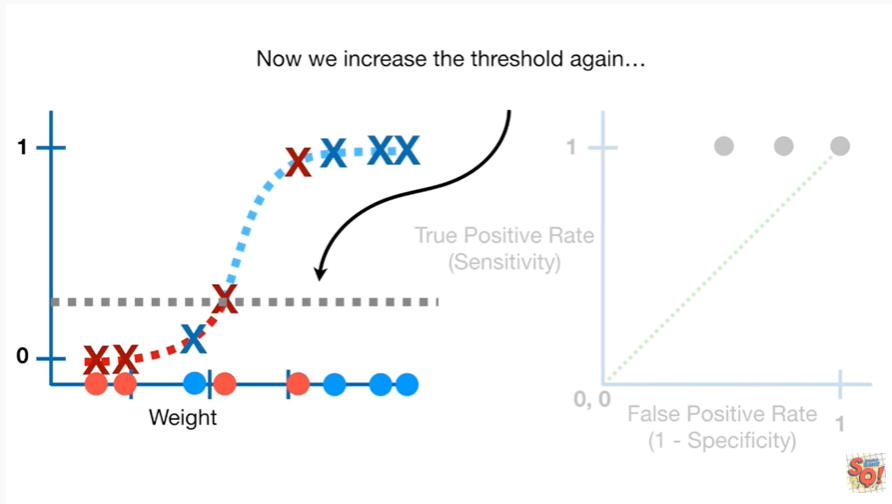 Now we increase the threshold again…
1
0
Weight
1
True Positive Rate
(Sensitivity)
0, 0
False Positive Rate
(1 - Specificity)
1
SQ!